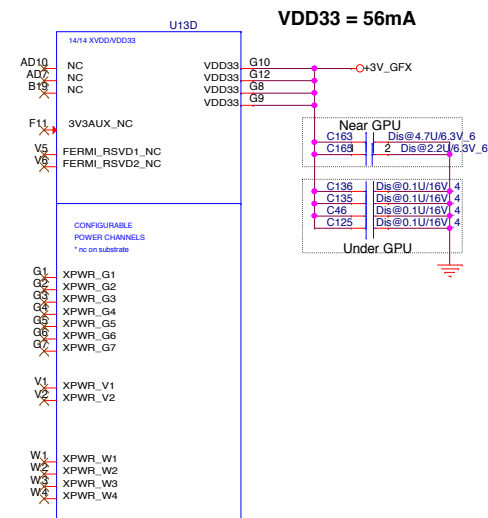 VDD33 = 56mA
U13D
14/14 XVDD/VDD33
AD10 NC VDD33 G10 +3V_GFX
AD7 NC VDD33 G12
B19 NC VDD33 G8
VDD33 G9
F11 3V3AUX_NC
Near GPU
C163 Dis@4.7U/6.3V_6
C165 1 2 Dis@2.2U/6.3V_6
V5 FERMI_RSVD1_NC
V6 FERMI_RSVD2_NC
C136 Dis@0.1U/16V_4
C135 Dis@0.1U/16V_4
C46 Dis@0.1U/16V_4
C125 Dis@0.1U/16V_4
Under GPU
CONFIGURABLE
POWER CHANNELS
* nc on substrate
G1 XPWR_G1
G2 XPWR_G2
G3 XPWR_G3
G4 XPWR_G4
G5 XPWR_G5
G6 XPWR_G6
G7 XPWR_G7
V1 XPWR_V1
V2 XPWR_V2
W1 XPWR_W1
W2 XPWR_W2
W3 XPWR_W3
W4 XPWR_W4